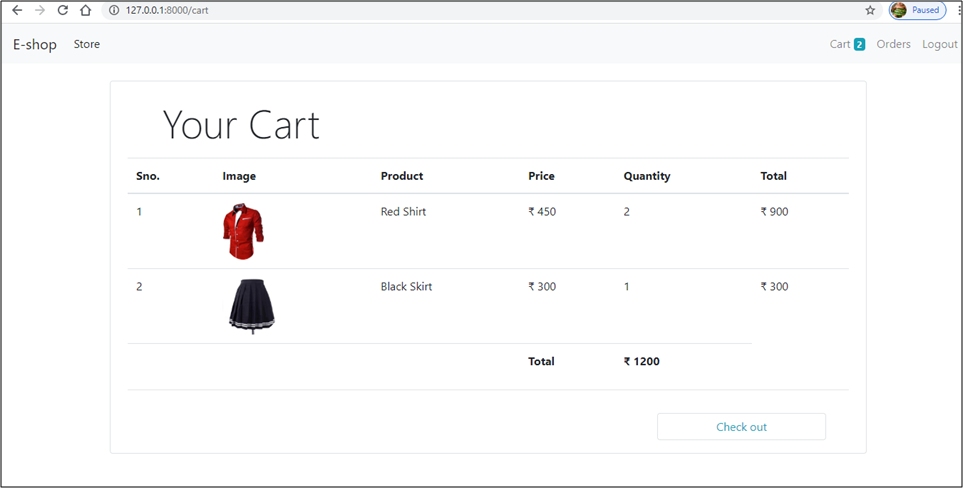 127.0.0.1:8000/cart Paused
E-shop Store Cart 2 Orders Logout
Your Cart
Sno. Image Product Price Quantity Total
1 Red Shirt ₹ 450 2 ₹ 900
2 Black Skirt ₹ 300 1 ₹ 300
Total ₹ 1200
Check out